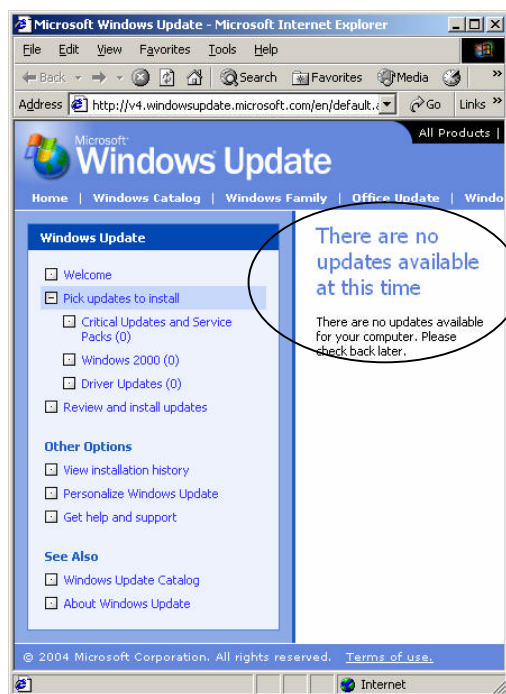 Microsoft Windows Update - Microsoft Internet Explorer
File Edit View Favorites Tools Help
Back Search Favorites Media »
Address http://v4.windowsupdate.microsoft.com/en/default. Go Links »
All Products |
Microsoft
Windows Update
Home | Windows Catalog | Windows Family | Office Update | Windo
Windows Update
Welcome
Pick updates to install
Critical Updates and Service
Packs (0)
Windows 2000 (0)
Driver Updates (0)
Review and install updates
Other Options
View installation history
Personalize Windows Update
Get help and support
See Also
Windows Update Catalog
About Windows Update
There are no
updates available
at this time
There are no updates available
for your computer. Please
check back later.
© 2004 Microsoft Corporation. All rights reserved. Terms of use.
Internet